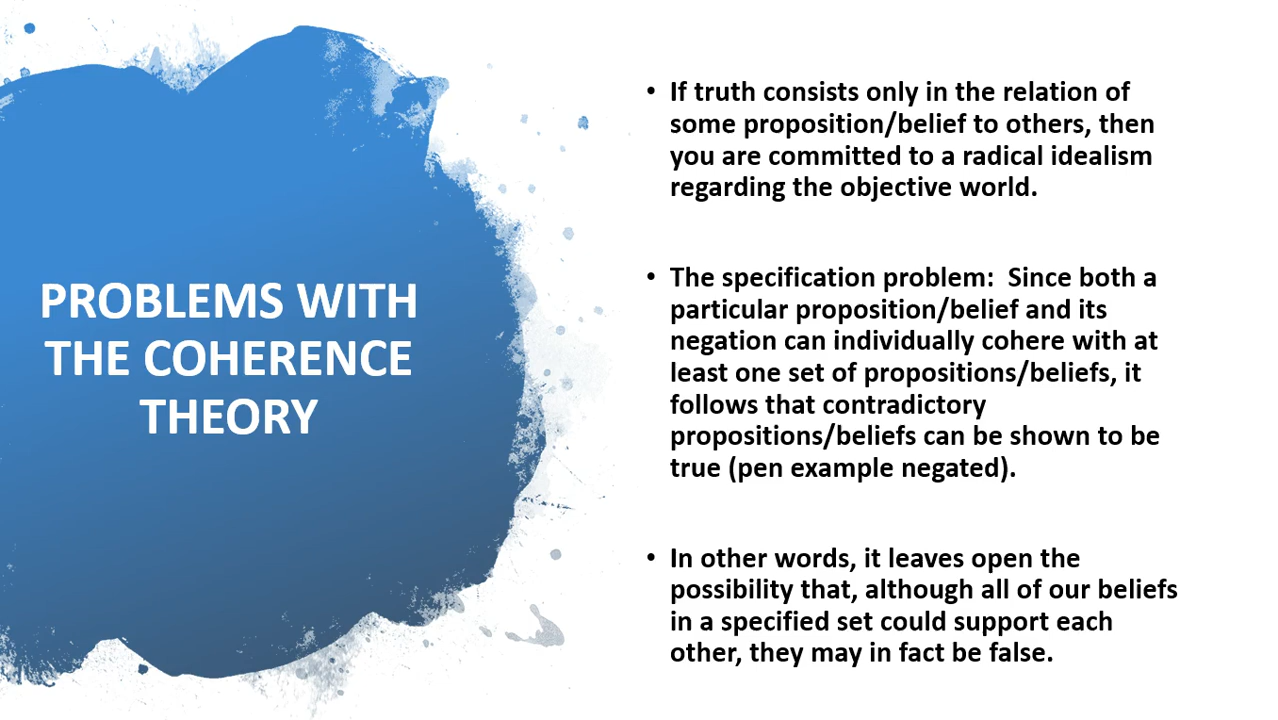 PROBLEMS WITH
THE COHERENCE
THEORY
• If truth consists only in the relation of
some proposition/belief to others, then
you are committed to a radical idealism
regarding the objective world.
• The specification problem:  Since both a
particular proposition/belief and its
negation can individually cohere with at
least one set of propositions/beliefs, it
follows that contradictory
propositions/beliefs can be shown to be
true (pen example negated).
• In other words, it leaves open the
possibility that, although all of our beliefs
in a specified set could support each
other, they may in fact be false.